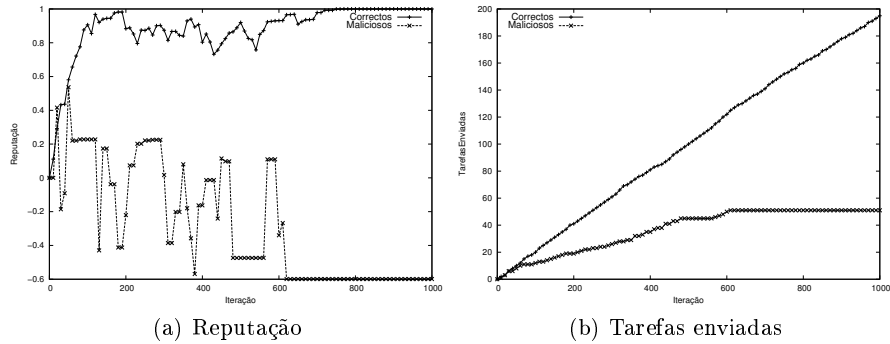 Correctos
Maliciosos
1
0.8
0.6
0.4
0.2
0
−0.2
−0.4
−0.6
Reputação
0 200 400 600 800 1000
Iteração
(a) Reputação
Correctos
Maliciosos
200
180
160
140
120
100
80
60
40
20
0
TarefasEnviadas
0 200 400 600 800 1000
Iteração
(b) Tarefas enviadas